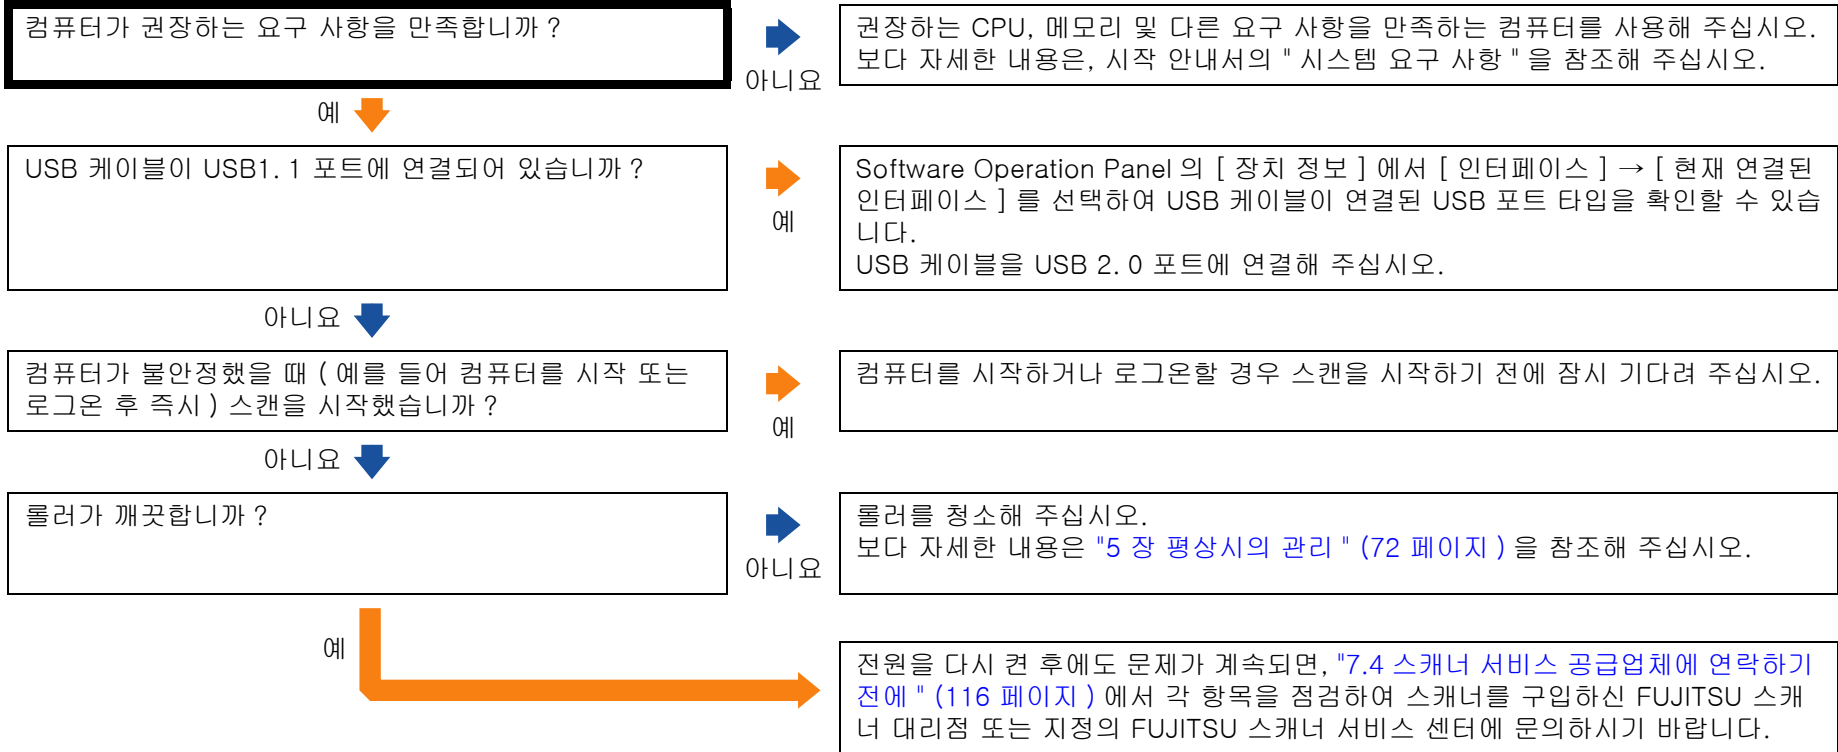 컴퓨터가 권장하는 요구 사항을 만족합니까 ?
아니요
권장하는 CPU, 메모리 및 다른 요구 사항을 만족하는 컴퓨터를 사용해 주십시오.
보다 자세한 내용은, 시작 안내서의 " 시스템 요구 사항 " 을 참조해 주십시오.
예
USB 케이블이 USB1. 1 포트에 연결되어 있습니까 ?
예
Software Operation Panel 의 [ 장치 정보 ] 에서 [ 인터페이스 ] → [ 현재 연결된
인터페이스 ] 를 선택하여 USB 케이블이 연결된 USB 포트 타입을 확인할 수 있습
니다.
USB 케이블을 USB 2. 0 포트에 연결해 주십시오.
아니요
컴퓨터가 불안정했을 때 ( 예를 들어 컴퓨터를 시작 또는
로그온 후 즉시 ) 스캔을 시작했습니까 ?
예
컴퓨터를 시작하거나 로그온할 경우 스캔을 시작하기 전에 잠시 기다려 주십시오.
아니요
롤러가 깨끗합니까 ?
아니요
롤러를 청소해 주십시오.
보다 자세한 내용은 "5 장 평상시의 관리 " (72 페이지 ) 을 참조해 주십시오.
예
전원을 다시 켠 후에도 문제가 계속되면, "7.4 스캐너 서비스 공급업체에 연락하기
전에 " (116 페이지 ) 에서 각 항목을 점검하여 스캐너를 구입하신 FUJITSU 스캐
너 대리점 또는 지정의 FUJITSU 스캐너 서비스 센터에 문의하시기 바랍니다.